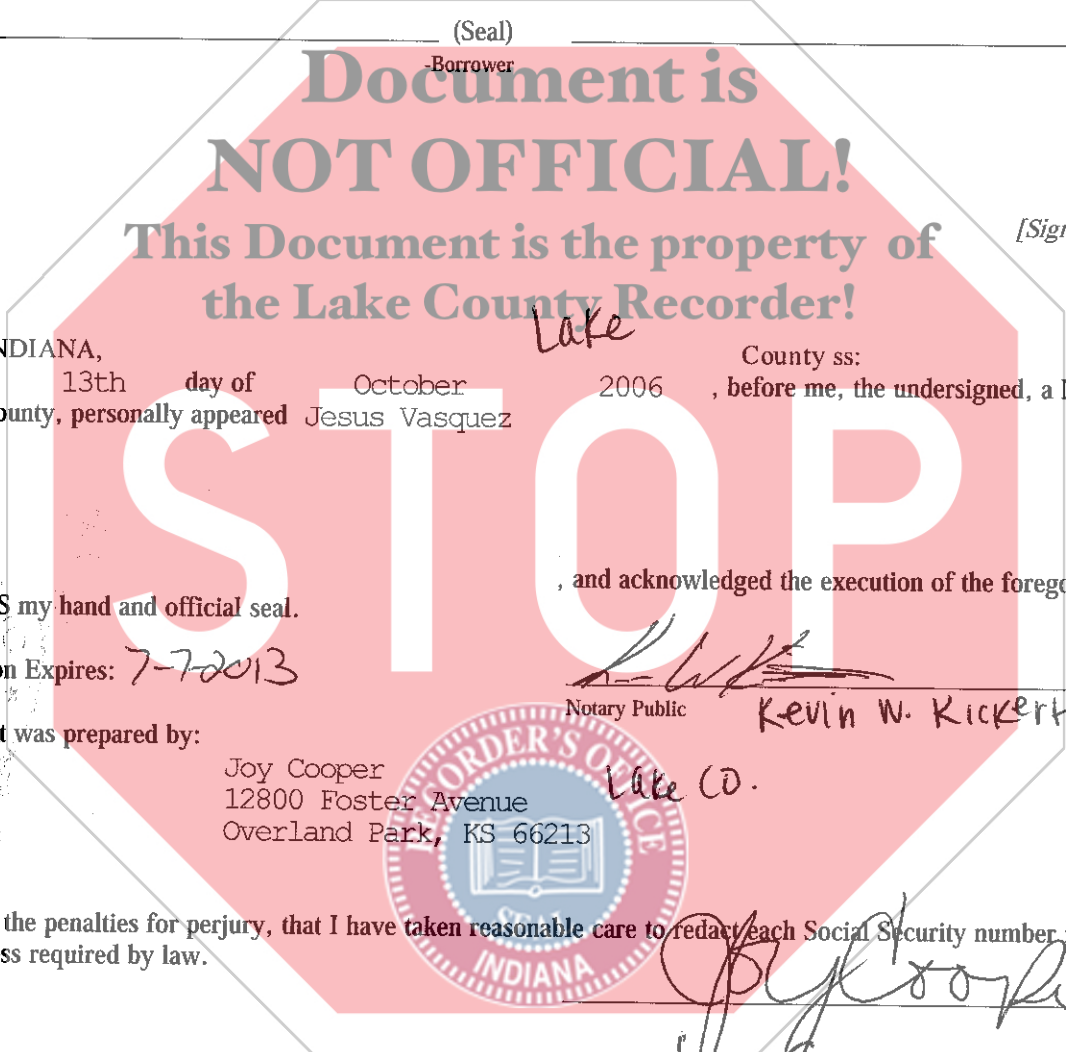 (Seal)
-Borrower
Document is
NOT OFFICIAL!
This Document is the property of
the Lake County Recorder!
[Sign
Lake
NDIANA, County ss:
13th day of October 2006 , before me, the undersigned, a N
ounty, personally appeared Jesus Vasquez
STOP
, and acknowledged the execution of the forego
S my hand and official seal.
on Expires: 7-7-2013
Notary Public Kevin W. Kickert
t was prepared by:
Joy Cooper
12800 Foster Avenue
Overland Park, KS 66213
Lake CO.
RECORDER'S OFFICE
SEAL
INDIANA
the penalties for perjury, that I have taken reasonable care to redact each Social Security number
ss required by law.
Joy Cooper